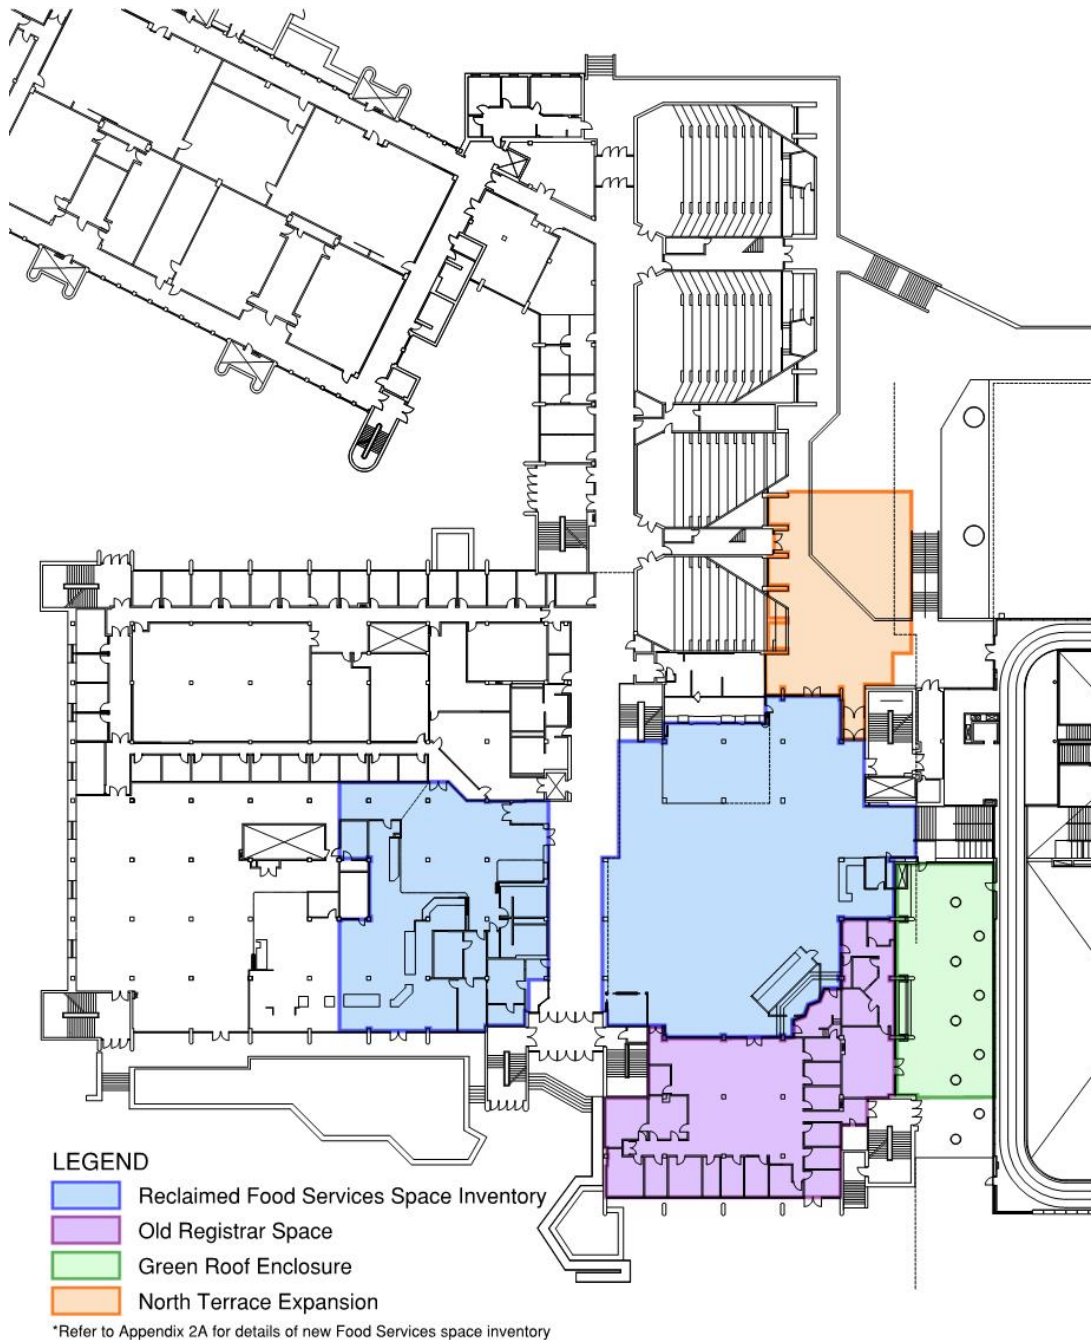 LEGEND
Reclaimed Food Services Space Inventory
Old Registrar Space
Green Roof Enclosure
North Terrace Expansion
*Refer to Appendix 2A for details of new Food Services space inventory